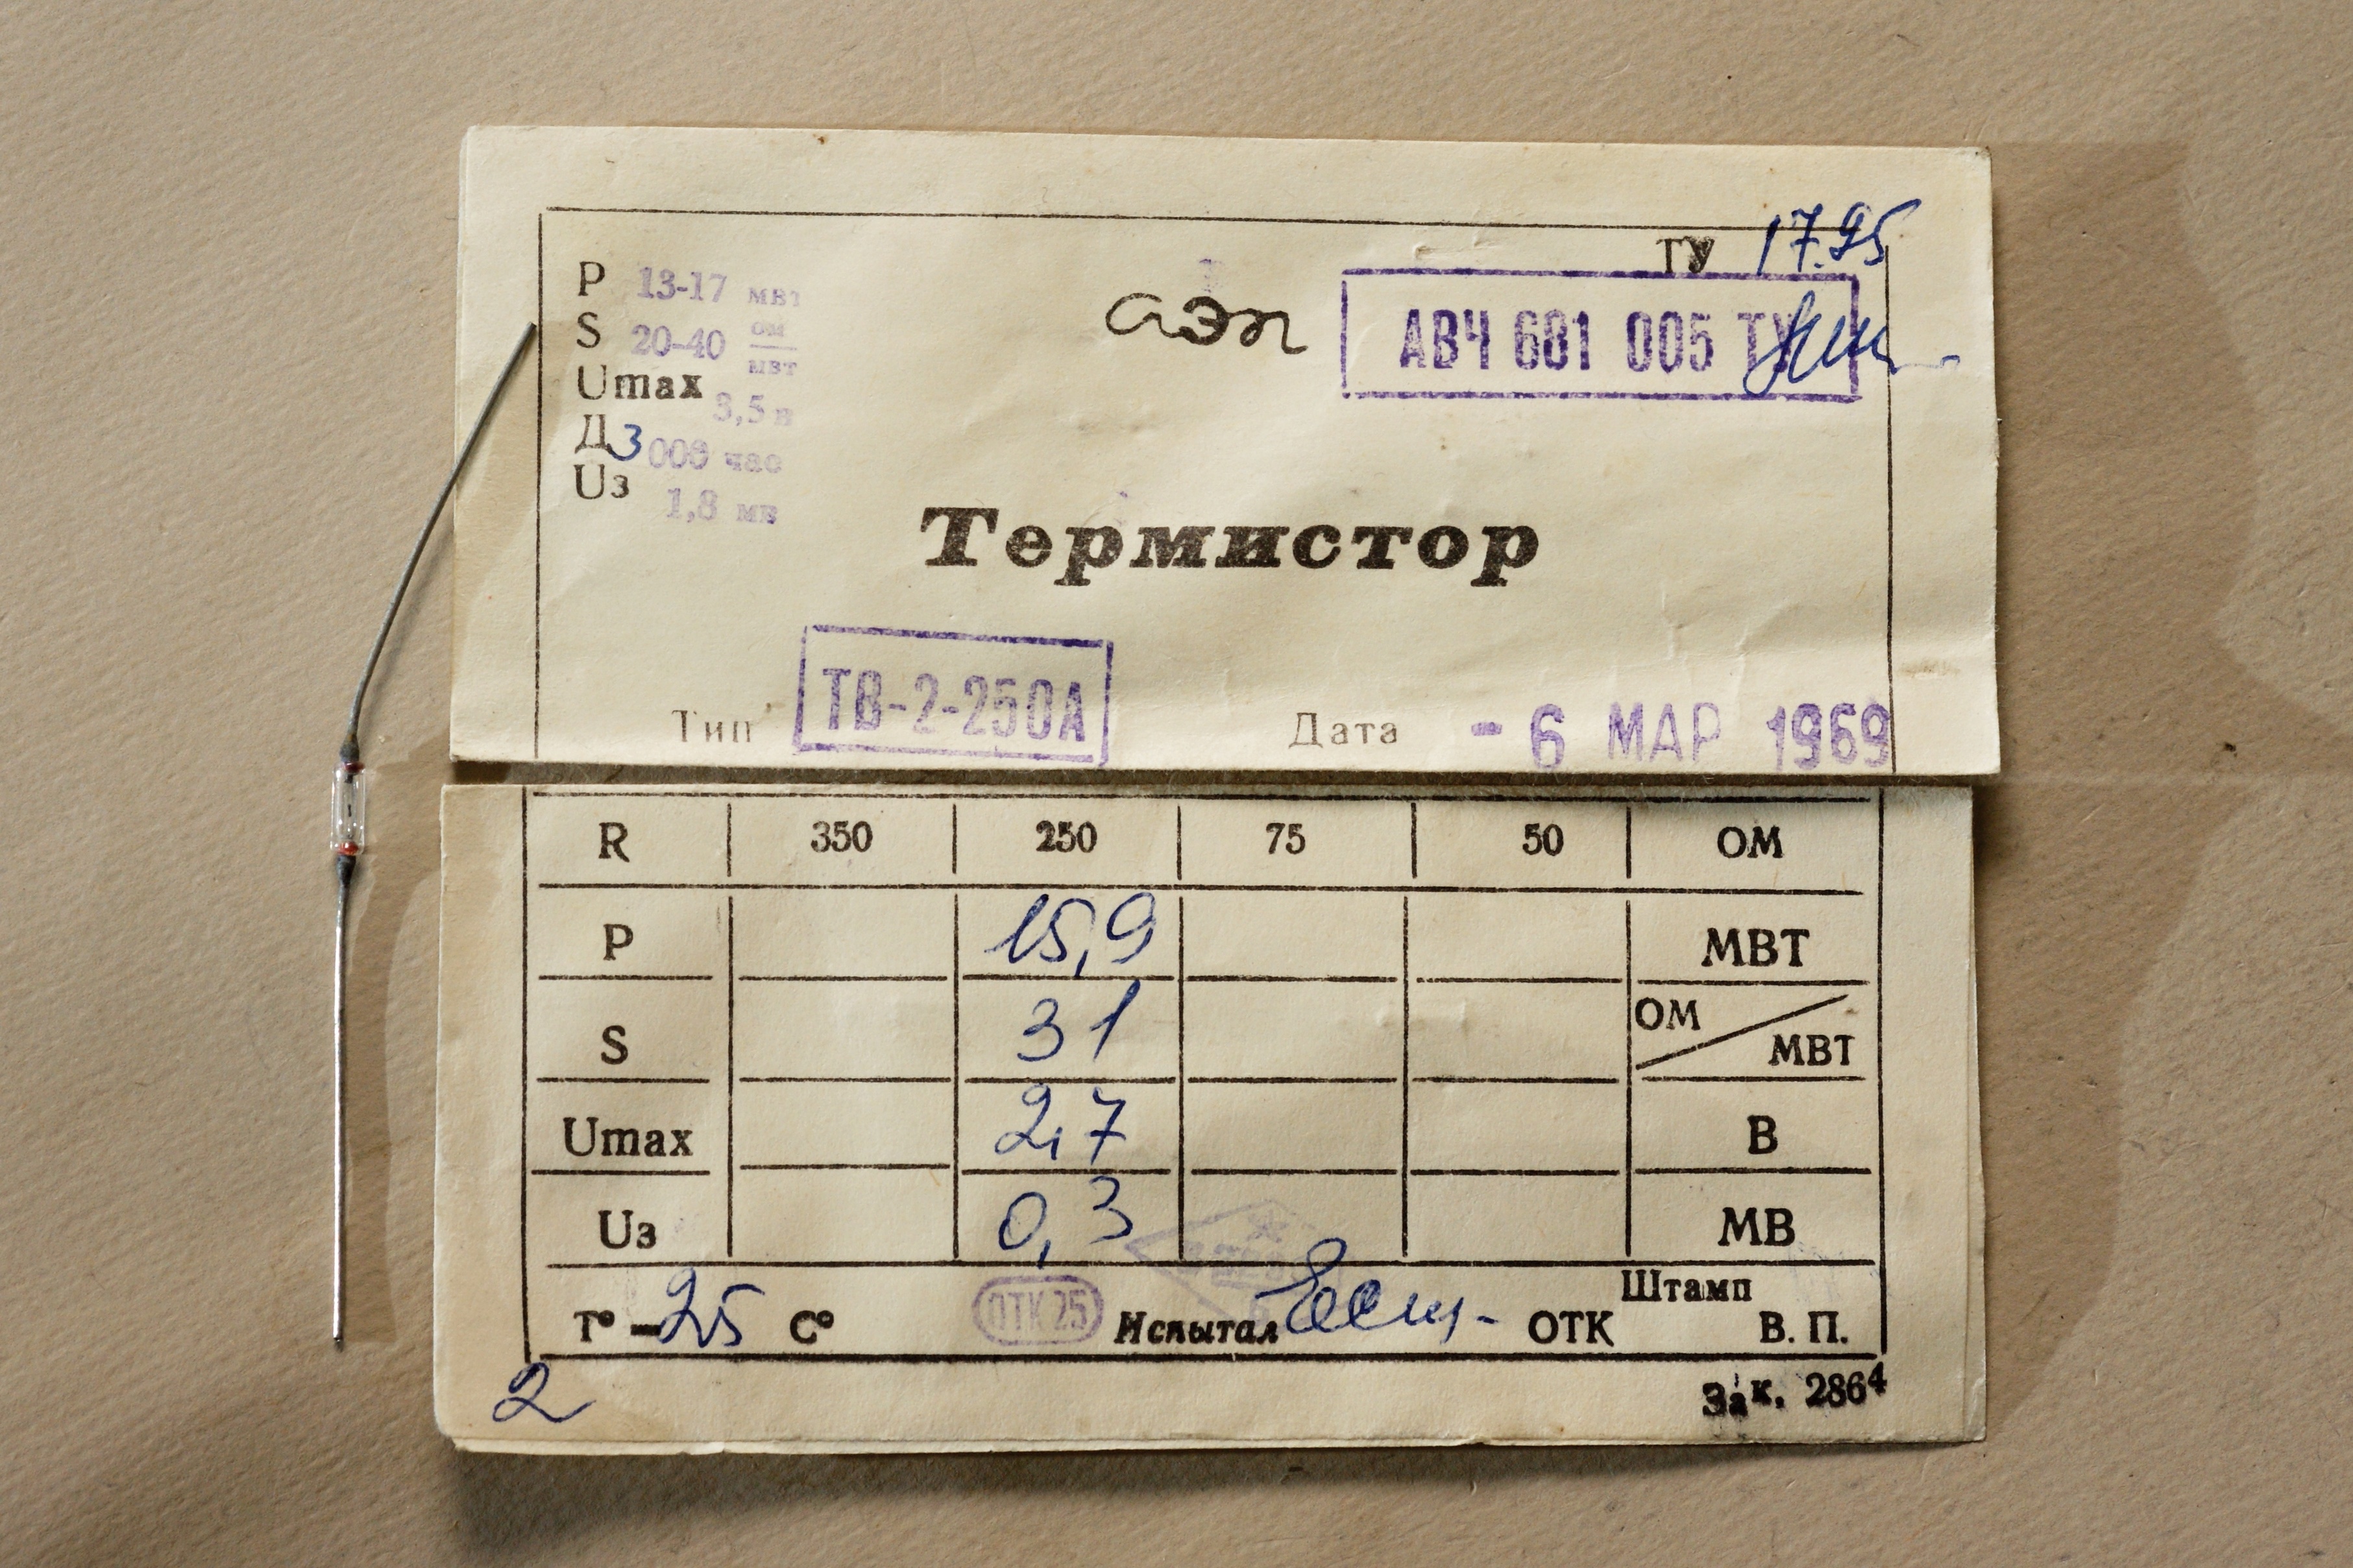 ТУ 17.95
Р 13-17 мвт
S 20-40 ом/мвт
АВЧ 681 005 ТУ
Umax 3,5 в
Д 3000 час
Uз 1,8 мв
Термистор
Тип ТВ-2-250А Дата - 6 МАР 1969
R 350 250 75 50 ОМ
Р 15,9 МВТ
S 31 ОМ/МВТ
Umax 2,7 В
Uз 0,3 МВ
Штамп
Т° - 25 С° ОТК 25 Испытал ОТК В. П.
2
Зак. 2864